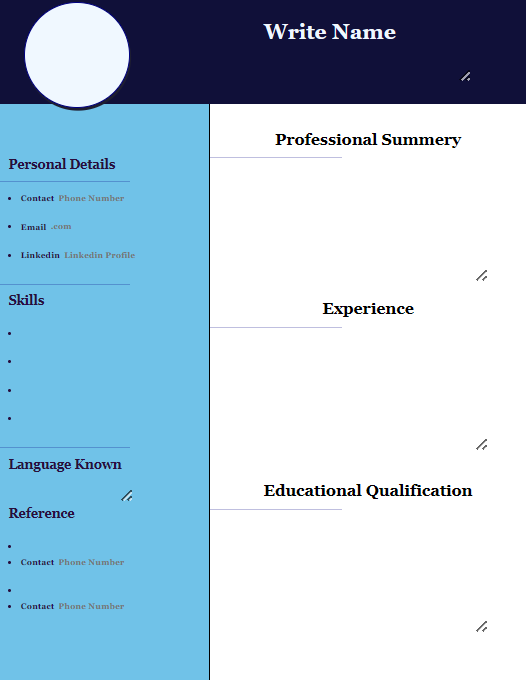 Write Name
Personal Details
Contact Phone Number
Email .com
Linkedin Linkedin Profile
Skills
Language Known
Reference
Contact Phone Number
Contact Phone Number
Professional Summery
Experience
Educational Qualification